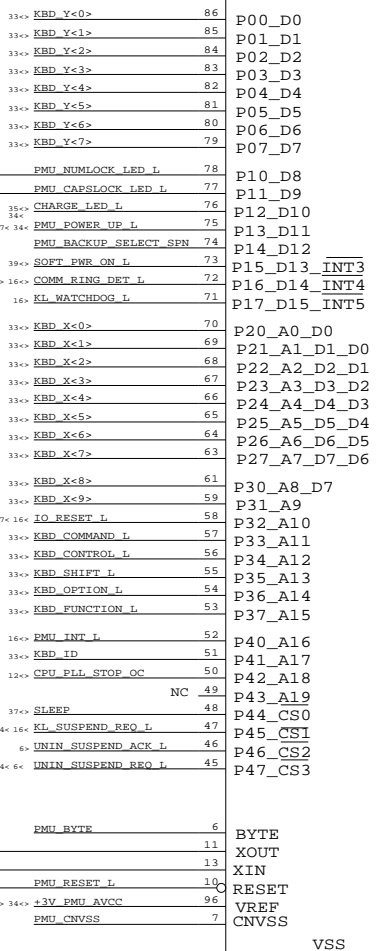 33<> KBD_Y<0> 86 P00_D0
33<> KBD_Y<1> 85 P01_D1
33<> KBD_Y<2> 84 P02_D2
33<> KBD_Y<3> 83 P03_D3
33<> KBD_Y<4> 82 P04_D4
33<> KBD_Y<5> 81 P05_D5
33<> KBD_Y<6> 80 P06_D6
33<> KBD_Y<7> 79 P07_D7
PMU_NUMLOCK_LED_L 78 P10_D8
PMU_CAPSLOCK_LED_L 77 P11_D9
35<> CHARGE_LED_L 76 P12_D10
34<
7< 34< PMU_POWER_UP_L 75 P13_D11
PMU_BACKUP_SELECT_SPN 74 P14_D12
39<> SOFT_PWR_ON_L 73 P15_D13_INT3
> 16<> COMM_RING_DET_L 72 P16_D14_INT4
16> KL_WATCHDOG_L 71 P17_D15_INT5
33<> KBD_X<0> 70 P20_A0_D0
33<> KBD_X<1> 69 P21_A1_D1_D0
33<> KBD_X<2> 68 P22_A2_D2_D1
33<> KBD_X<3> 67 P23_A3_D3_D2
33<> KBD_X<4> 66 P24_A4_D4_D3
33<> KBD_X<5> 65 P25_A5_D5_D4
33<> KBD_X<6> 64 P26_A6_D6_D5
33<> KBD_X<7> 63 P27_A7_D7_D6
33<> KBD_X<8> 61 P30_A8_D7
33<> KBD_X<9> 59 P31_A9
7< 16< IO_RESET_L 58 P32_A10
33<> KBD_COMMAND_L 57 P33_A11
33<> KBD_CONTROL_L 56 P34_A12
33<> KBD_SHIFT_L 55 P35_A13
33<> KBD_OPTION_L 54 P36_A14
33<> KBD_FUNCTION_L 53 P37_A15
16<> PMU_INT_L 52 P40_A16
33<> KBD_ID 51 P41_A17
12<> CPU_PLL_STOP_OC 50 P42_A18
NC 49 P43_A19
37<> SLEEP 48 P44_CS0
4< 16< KL_SUSPEND_REQ_L 47 P45_CS1
6> UNIN_SUSPEND_ACK_L 46 P46_CS2
4< 6< UNIN_SUSPEND_REQ_L 45 P47_CS3
PMU_BYTE 6 BYTE
11 XOUT
13 XIN
PMU_RESET_L 10 RESET
> 34<> +3V_PMU_AVCC 96 VREF
PMU_CNVSS 7 CNVSS
VSS